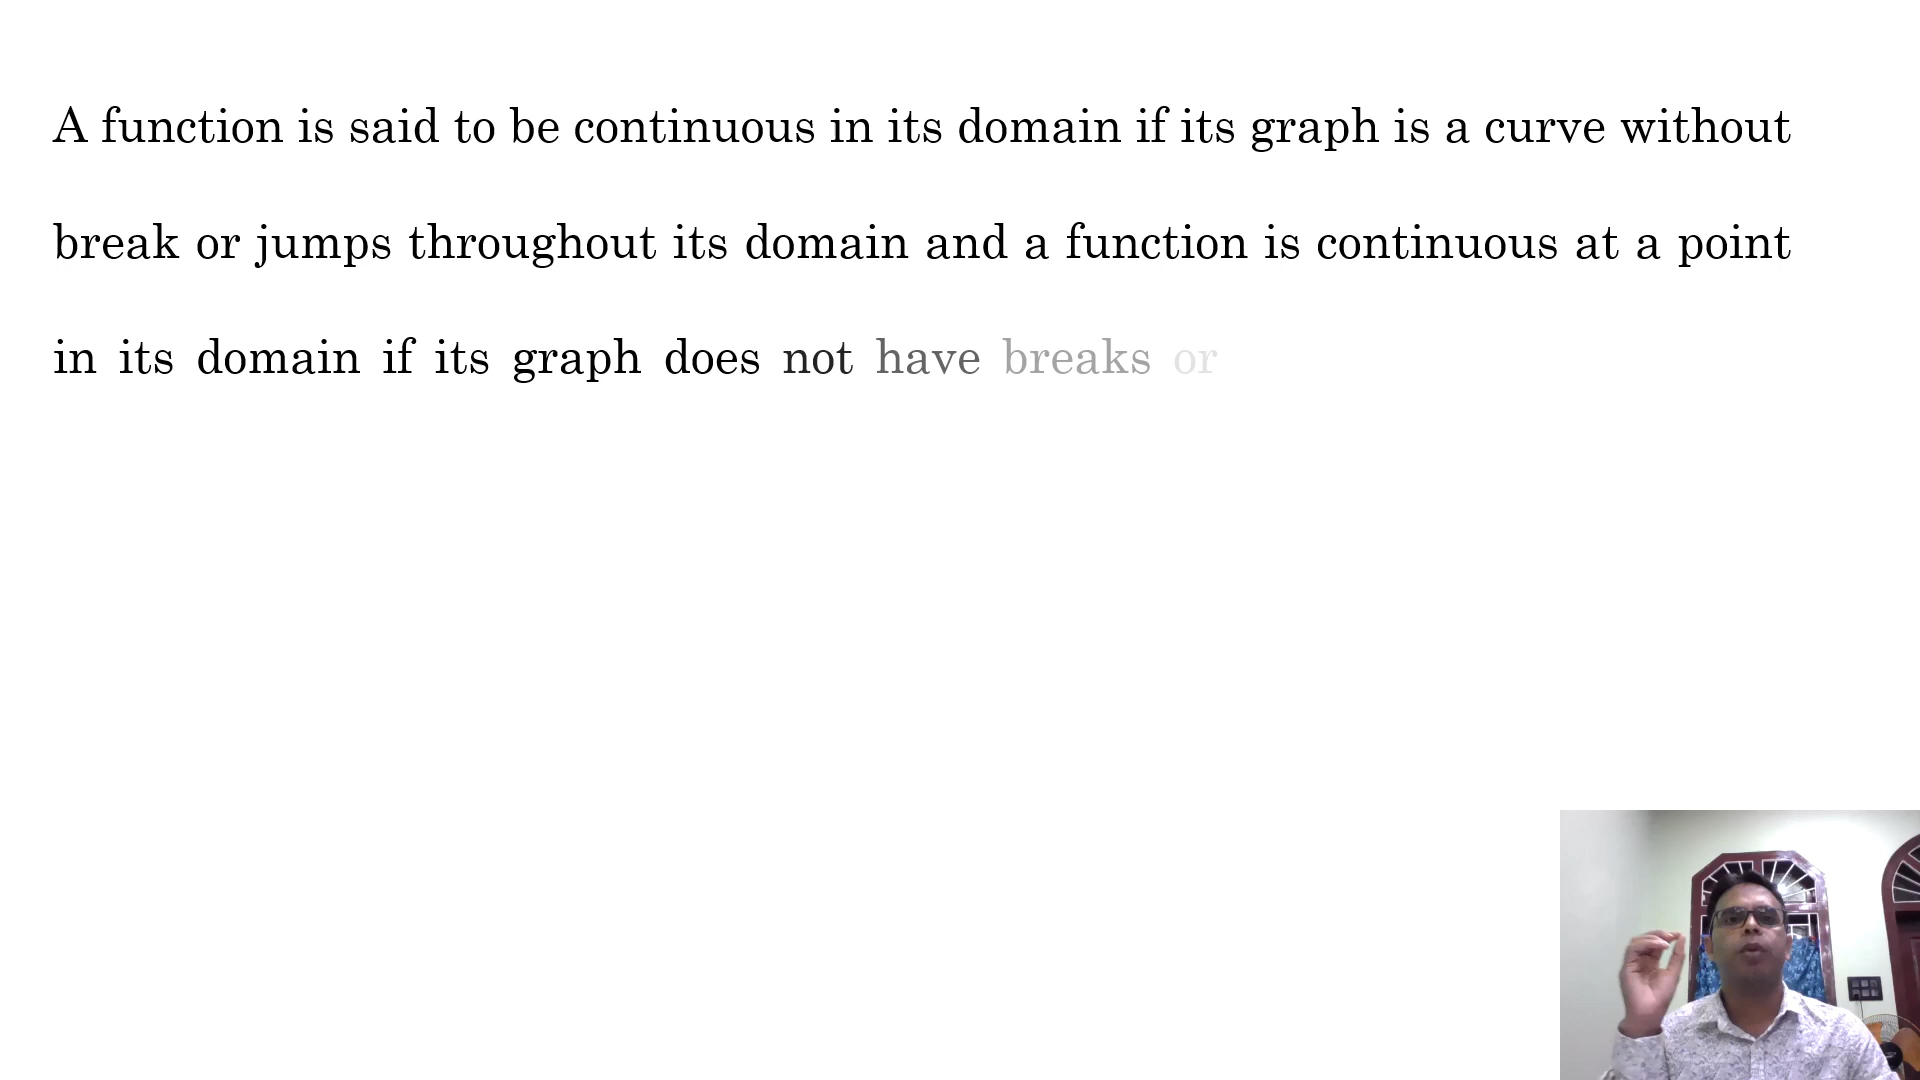 A function is said to be continuous in its domain if its graph is a curve without
break or jumps throughout its domain and a function is continuous at a point
in its domain if its graph does not have breaks or